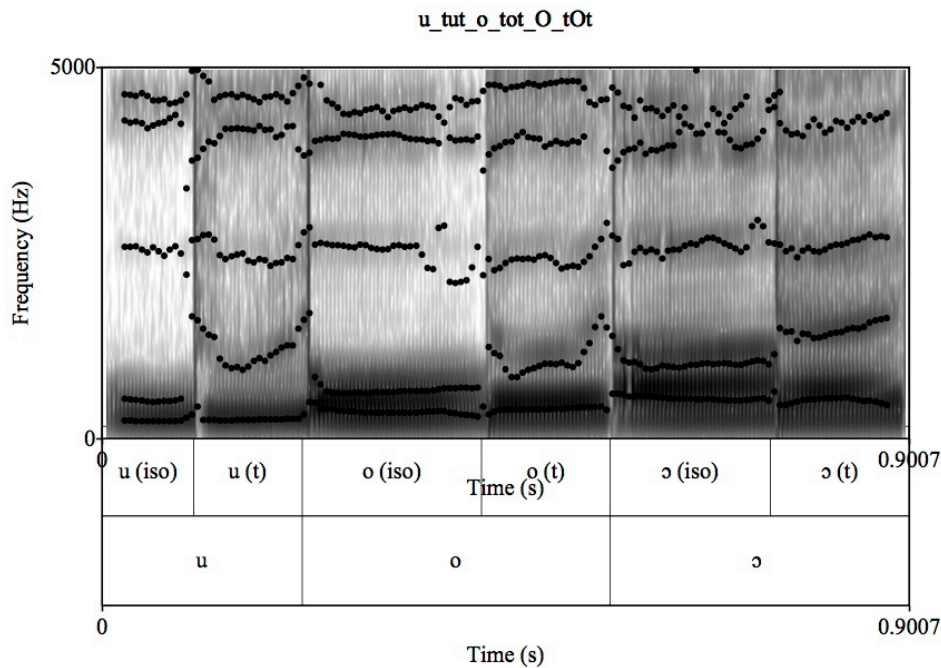 u_tut_o_tot_O_tOt
5000
Frequency (Hz)
0
0
0.9007
u (iso)
u (t)
o (iso)
o (t)
ɔ (iso)
ɔ (t)
Time (s)
u
o
ɔ
0
0.9007
Time (s)